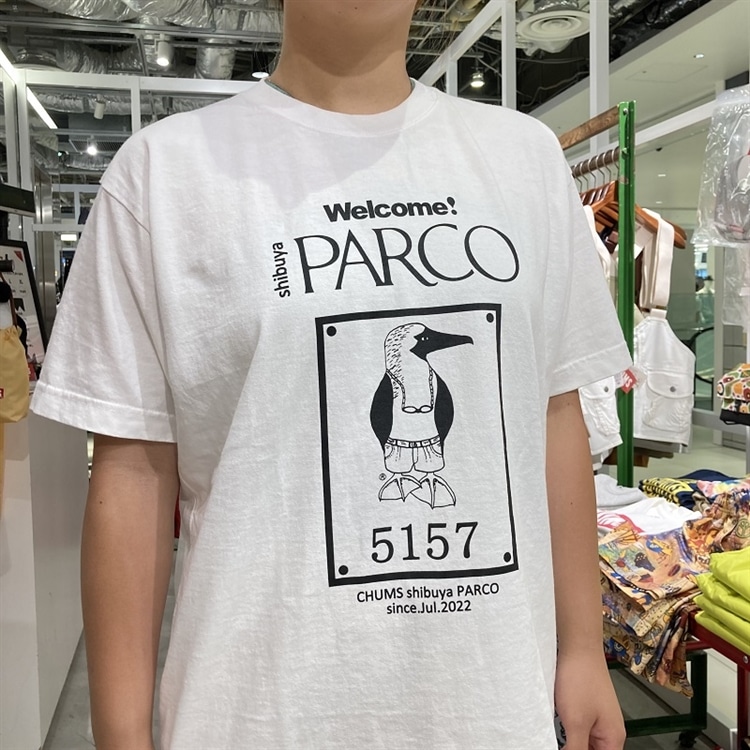 Welcome!
shibuya
PARCO
®
5157
CHUMS shibuya PARCO
since.Jul.2022